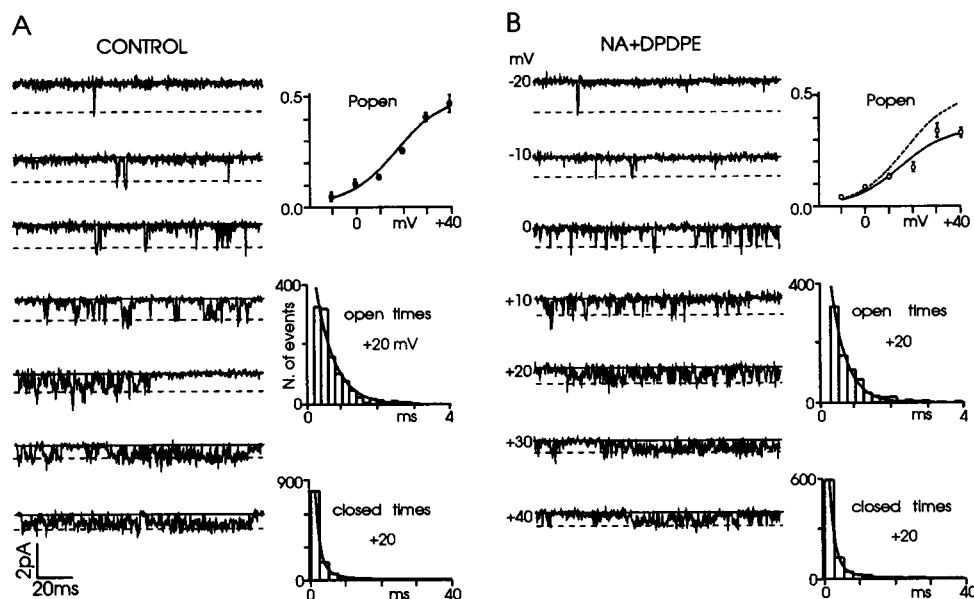 A
CONTROL
0.5
Popen
0.0
0 mV +40
400
N. of events
open times
+20 mV
0
0 ms 4
900
closed times
+20
0
0 ms 40
2pA
20ms
B
NA+DPDPE
mV
-20
-10
0
+10
+20
+30
+40
0.5
Popen
0.0
0 mV +40
400
open times
+20
0
0 ms 4
600
closed times
+20
0
0 ms 40